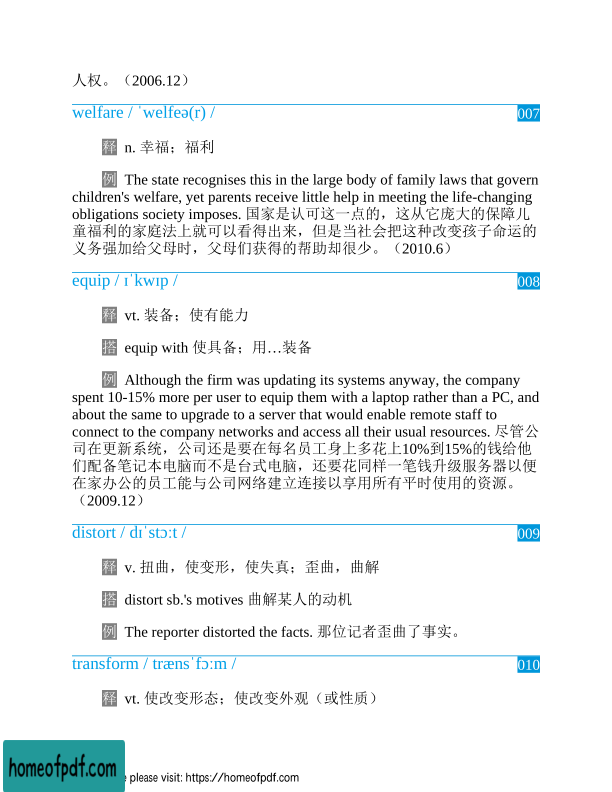 人权。（2006.12）
welfare / ˈwelfeə(r) / 007
释 n. 幸福；福利
例 The state recognises this in the large body of family laws that govern
children's welfare, yet parents receive little help in meeting the life-changing
obligations society imposes. 国家是认可这一点的，这从它庞大的保障儿
童福利的家庭法上就可以看得出来，但是当社会把这种改变孩子命运的
义务强加给父母时，父母们获得的帮助却很少。（2010.6）
equip / ɪˈkwɪp / 008
释 vt. 装备；使有能力
搭 equip with 使具备；用…装备
例 Although the firm was updating its systems anyway, the company
spent 10-15% more per user to equip them with a laptop rather than a PC, and
about the same to upgrade to a server that would enable remote staff to
connect to the company networks and access all their usual resources. 尽管公
司在更新系统，公司还是要在每名员工身上多花上10%到15%的钱给他
们配备笔记本电脑而不是台式电脑，还要花同样一笔钱升级服务器以便
在家办公的员工能与公司网络建立连接以享用所有平时使用的资源。
（2009.12）
distort / dɪˈstɔːt / 009
释 v. 扭曲，使变形，使失真；歪曲，曲解
搭 distort sb.'s motives 曲解某人的动机
例 The reporter distorted the facts. 那位记者歪曲了事实。
transform / trænsˈfɔːm / 010
释 vt. 使改变形态；使改变外观（或性质）
homeofpdf.com
please visit: https://homeofpdf.com